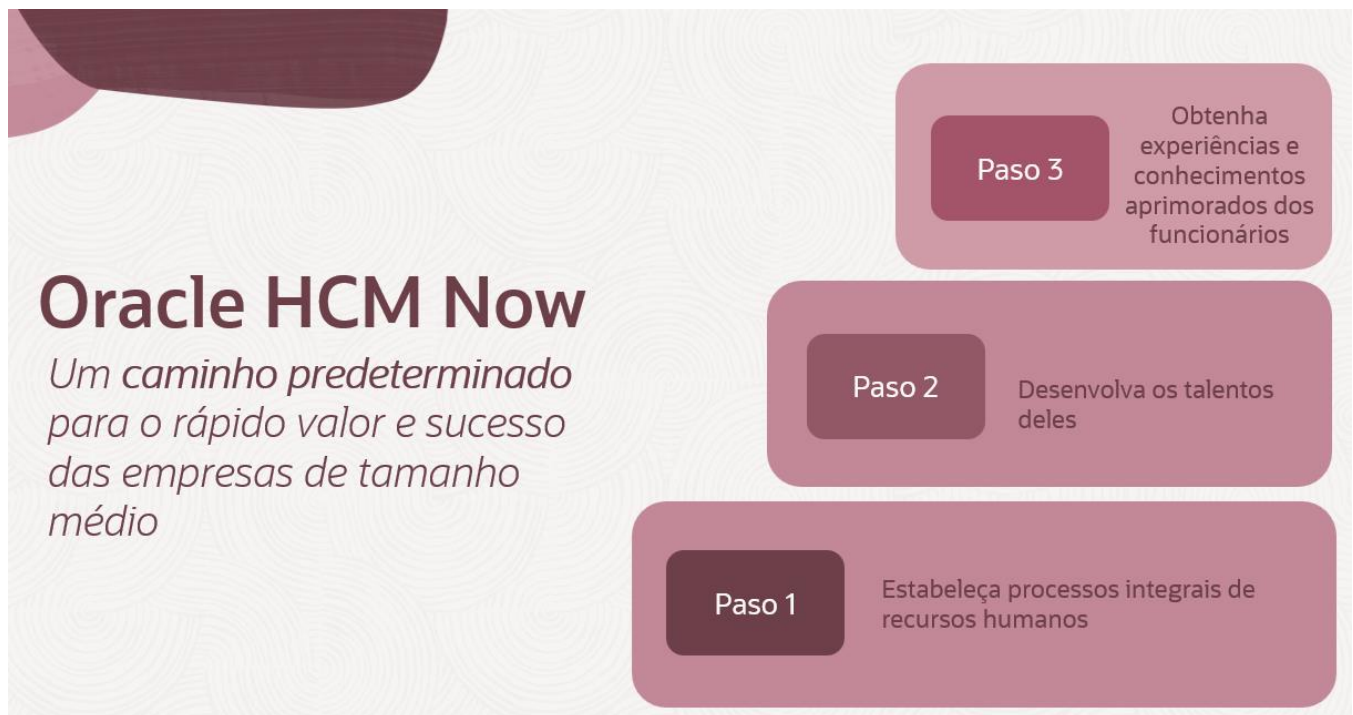 Oracle HCM Now
Um caminho predeterminado
para o rápido valor e sucesso
das empresas de tamanho
médio
Paso 3
Obtenha
experiências e
conhecimentos
aprimorados dos
funcionários
Paso 2
Desenvolva os talentos
deles
Paso 1
Estabeleça processos integrais de
recursos humanos